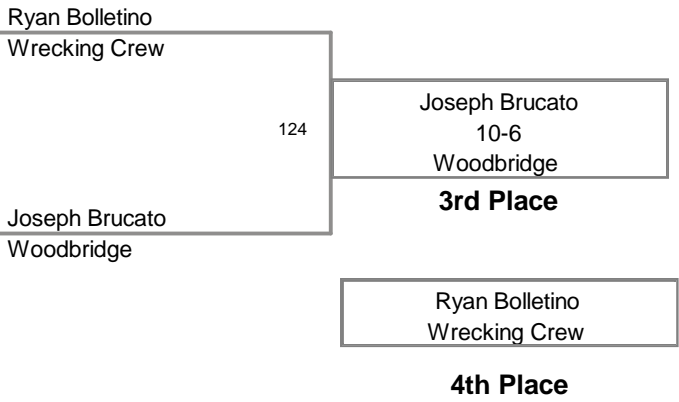 Ryan Bolletino
Wrecking Crew
124
Joseph Brucato
10-6
Woodbridge
3rd Place
Joseph Brucato
Woodbridge
Ryan Bolletino
Wrecking Crew
4th Place